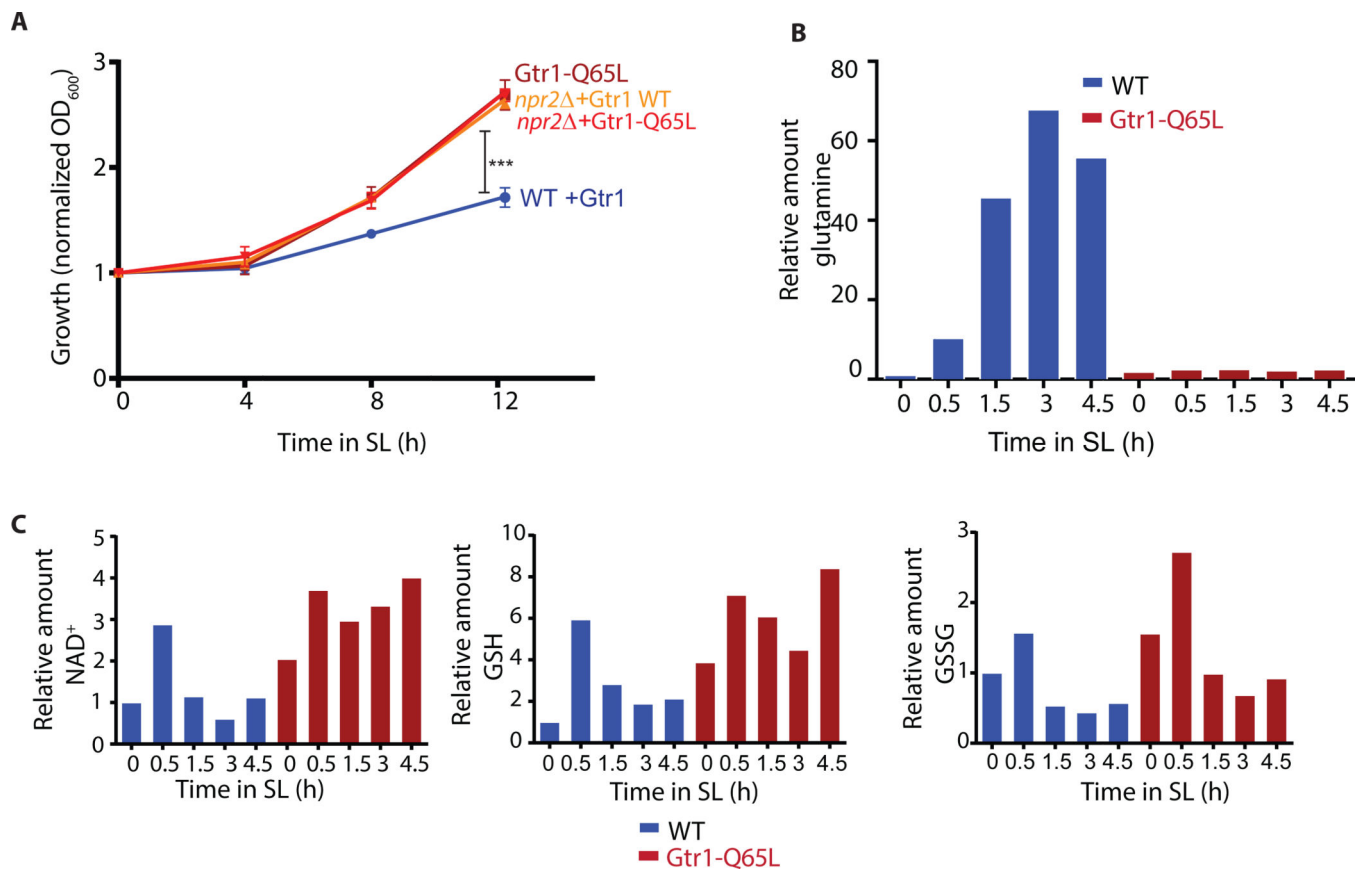 A
Growth (normalized OD600)
3
2
1
0
0
4
8
12
Time in SL (h)
Gtr1-Q65L
npr2Δ+Gtr1 WT
npr2Δ+Gtr1-Q65L
***
WT +Gtr1
B
Relative amount
glutamine
80
60
40
20
0
WT
Gtr1-Q65L
0 0.5 1.5 3 4.5 0 0.5 1.5 3 4.5
Time in SL (h)
C
Relative amount
NAD+
5
4
3
2
1
0
0 0.5 1.5 3 4.5 0 0.5 1.5 3 4.5
Time in SL (h)
Relative amount
GSH
10
8
6
4
2
0
0 0.5 1.5 3 4.5 0 0.5 1.5 3 4.5
Time in SL (h)
Relative amount
GSSG
3
2
1
0
0 0.5 1.5 3 4.5 0 0.5 1.5 3 4.5
Time in SL (h)
WT
Gtr1-Q65L